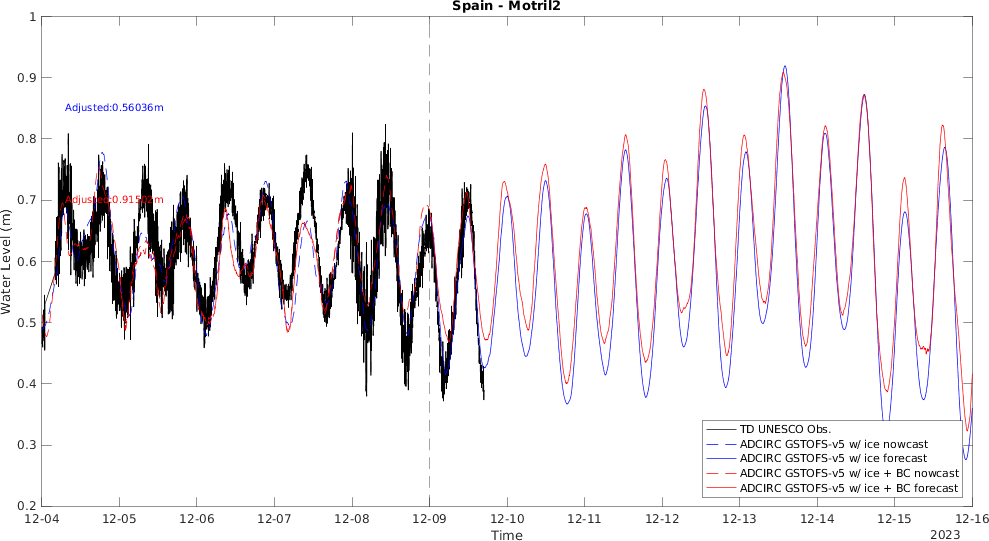 Spain - Motril2
1
0.9
0.8
0.7
0.6
0.5
0.4
0.3
0.2
Water Level (m)
Adjusted:0.56036m
TD UNESCO Obs.
ADCIRC GSTOFS-v5 w/ ice nowcast
ADCIRC GSTOFS-v5 w/ ice forecast
ADCIRC GSTOFS-v5 w/ ice + BC nowcast
ADCIRC GSTOFS-v5 w/ ice + BC forecast
12-04 12-05 12-06 12-07 12-08 12-09 12-10 12-11 12-12 12-13 12-14 12-15 12-16
Time
2023